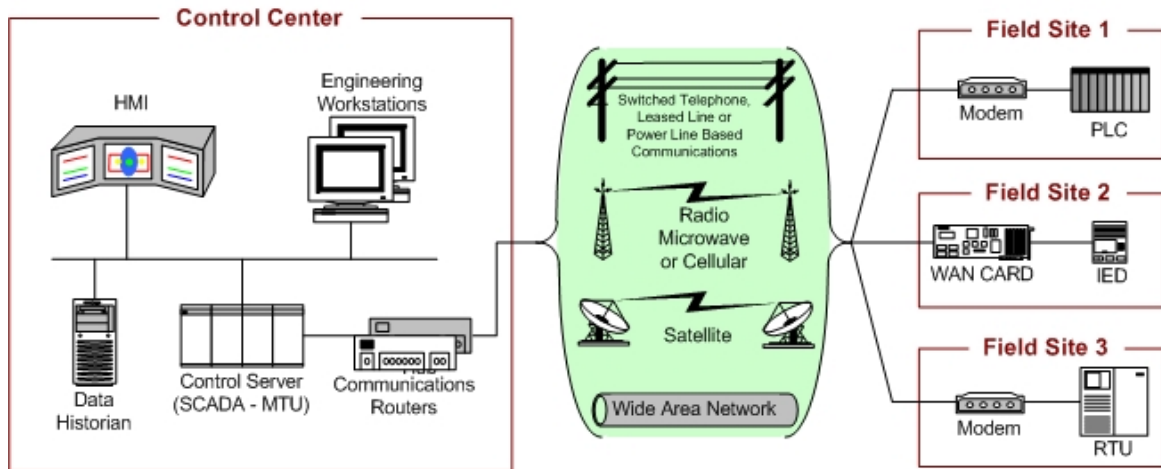 Control Center
HMI
Engineering
Workstations
Data
Historian
Control Server
(SCADA - MTU)
Communications
Routers
Switched Telephone,
Leased Line or
Power Line Based
Communications
Radio
Microwave
or Cellular
Satellite
Wide Area Network
Field Site 1
Modem
PLC
Field Site 2
WAN CARD
IED
Field Site 3
Modem
RTU